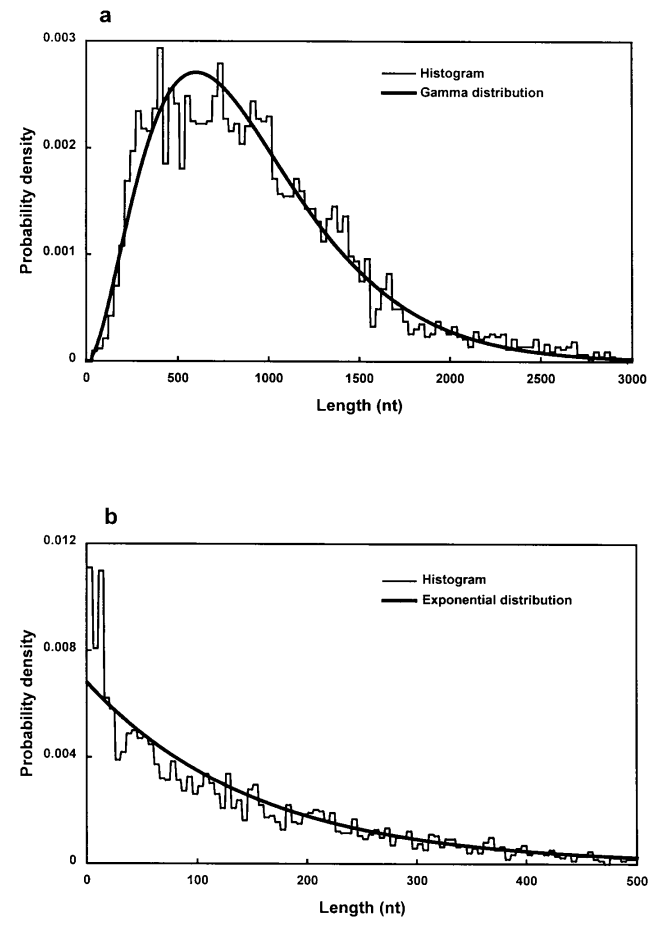 a
0.003
Histogram
Gamma distribution
0.002
Probability density
0.001
0
0 500 1000 1500 2000 2500 3000
Length (nt)
b
0.012
Histogram
Exponential distribution
0.008
Probability density
0.004
0
0 100 200 300 400 500
Length (nt)